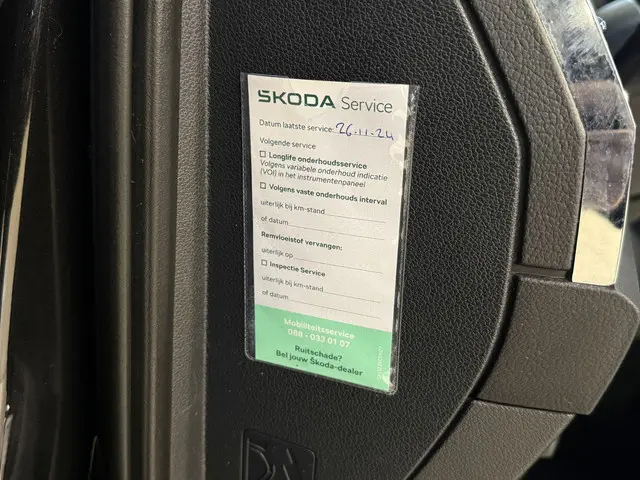 ŠKODA Service
Datum laatste service: 26-11-24
Volgende service
☐ Longlife onderhoudsservice
Volgens variabele onderhoud indicatie
(VOI) in het instrumentenpaneel
☐ Volgens vaste onderhouds interval
uiterlijk bij km-stand
of datum
Remvloeistof vervangen:
uiterlijk op
☐ Inspectie Service
uiterlijk bij km-stand
of datum
Mobiliteitsservice
088 - 033 01 07
Ruitschade?
Bel jouw Škoda-dealer